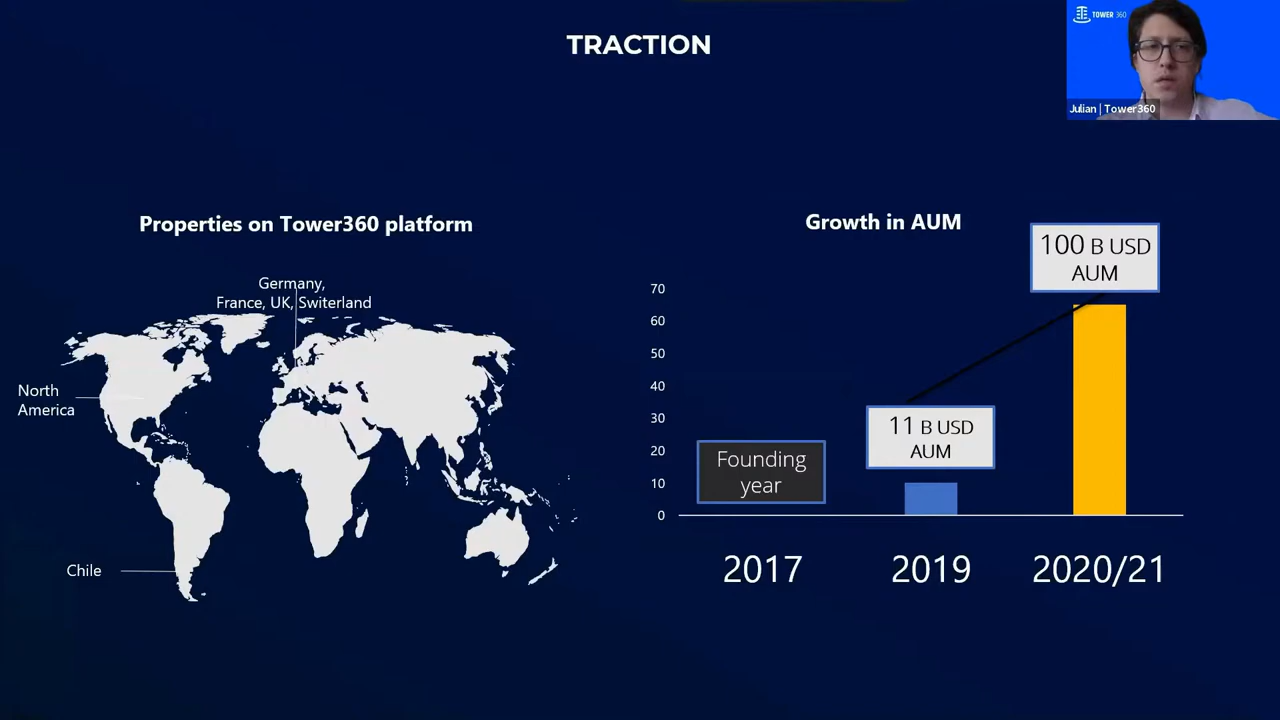 TRACTION
TOWER 360
Julian | Tower360
Properties on Tower360 platform
Germany,
France, UK, Switerland
North
America
Chile
Growth in AUM
70
60
50
40
30
20
10
0
Founding
year
11 B USD
AUM
100 B USD
AUM
2017
2019
2020/21